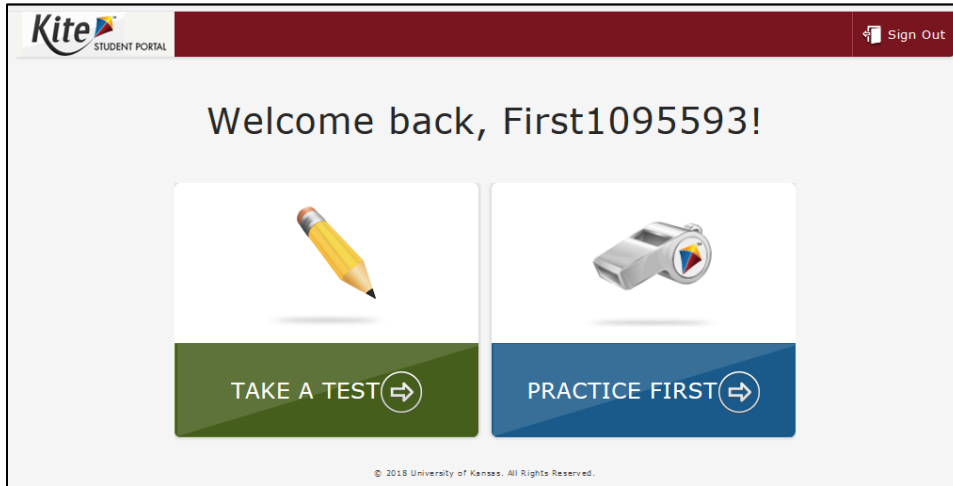 Kite
STUDENT PORTAL
Sign Out
Welcome back, First1095593!
TAKE A TEST
PRACTICE FIRST
© 2018 University of Kansas. All Rights Reserved.